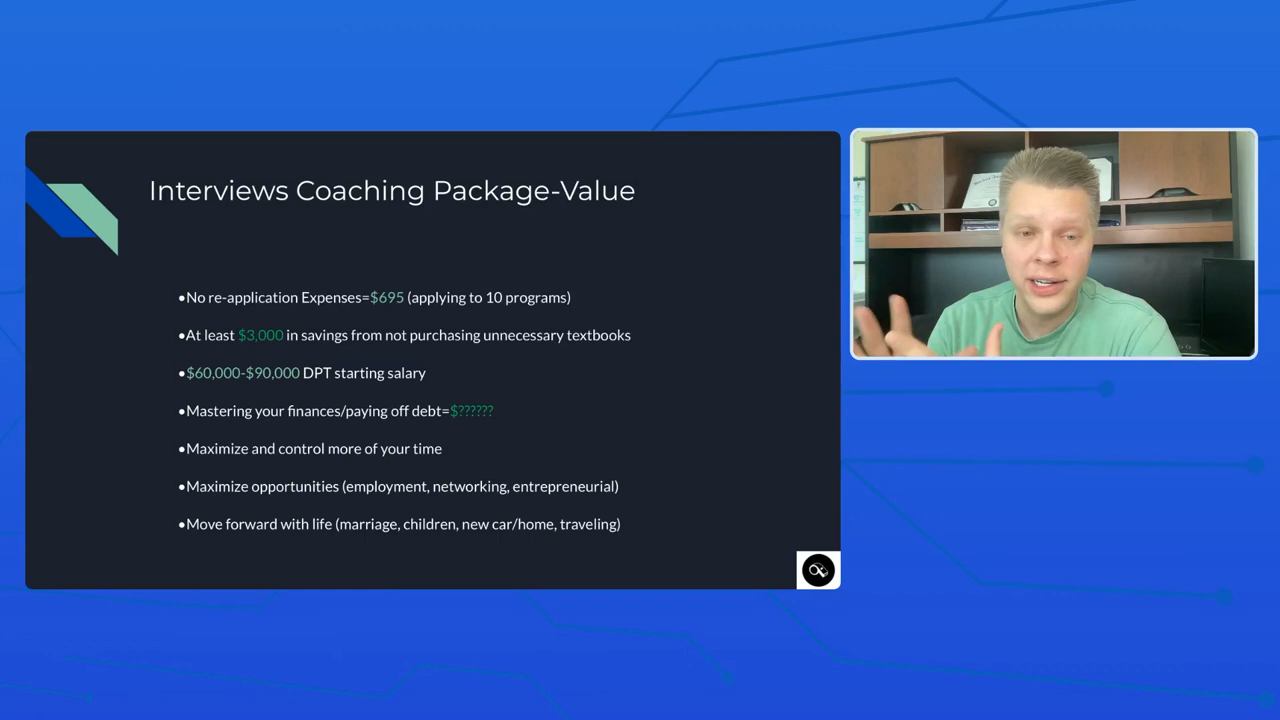 Interviews Coaching Package-Value
•No re-application Expenses=$695 (applying to 10 programs)
•At least $3,000 in savings from not purchasing unnecessary textbooks
•$60,000-$90,000 DPT starting salary
•Mastering your finances/paying off debt=$??????
•Maximize and control more of your time
•Maximize opportunities (employment, networking, entrepreneurial)
•Move forward with life (marriage, children, new car/home, traveling)